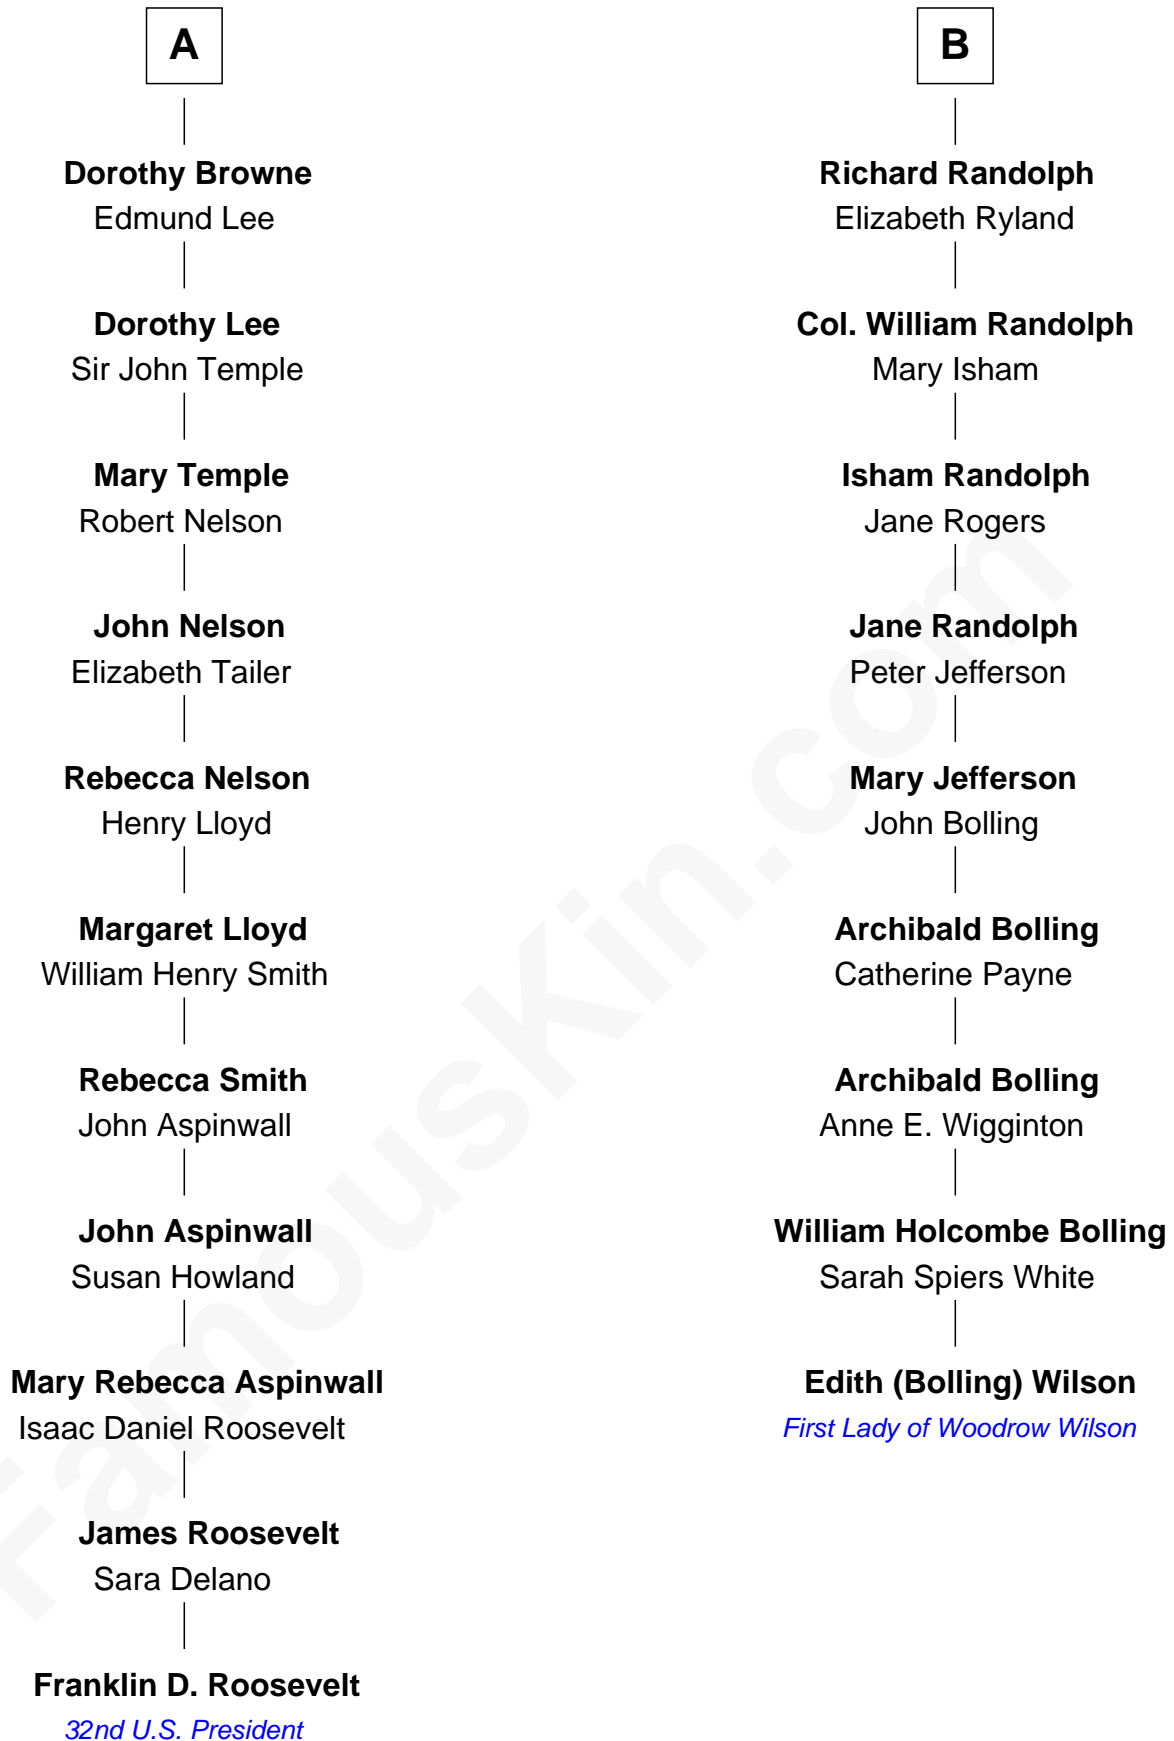 A
Dorothy Browne
Edmund Lee
Dorothy Lee
Sir John Temple
Mary Temple
Robert Nelson
John Nelson
Elizabeth Tailer
Rebecca Nelson
Henry Lloyd
Margaret Lloyd
William Henry Smith
Rebecca Smith
John Aspinwall
John Aspinwall
Susan Howland
Mary Rebecca Aspinwall
Isaac Daniel Roosevelt
James Roosevelt
Sara Delano
Franklin D. Roosevelt
32nd U.S. President
B
Richard Randolph
Elizabeth Ryland
Col. William Randolph
Mary Isham
Isham Randolph
Jane Rogers
Jane Randolph
Peter Jefferson
Mary Jefferson
John Bolling
Archibald Bolling
Catherine Payne
Archibald Bolling
Anne E. Wigginton
William Holcombe Bolling
Sarah Spiers White
Edith (Bolling) Wilson
First Lady of Woodrow Wilson
FamousKin.com